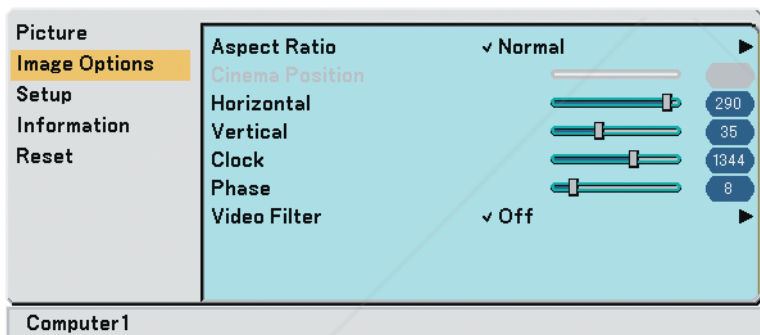 Picture
Image Options
Setup
Information
Reset
Aspect Ratio ✓ Normal
Cinema Position
Horizontal 290
Vertical 35
Clock 1344
Phase 8
Video Filter ✓ Off
Computer1